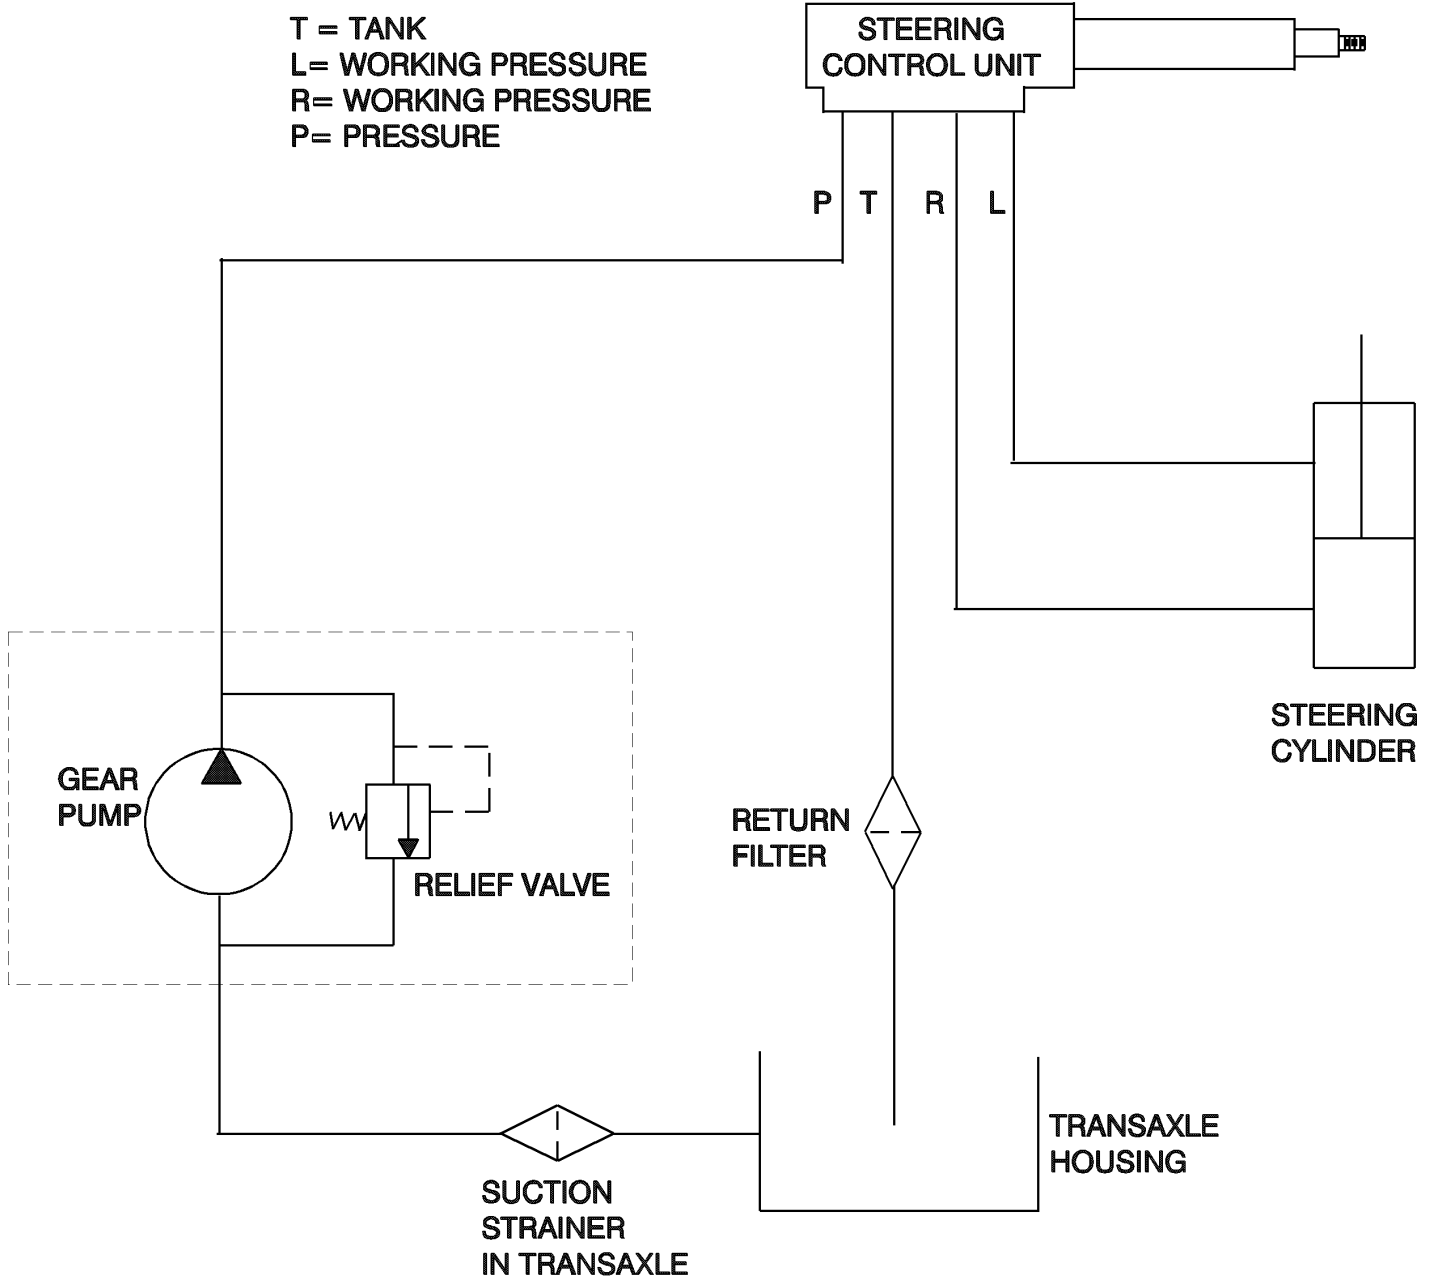 T = TANK
L= WORKING PRESSURE
R= WORKING PRESSURE
P= PRESSURE
STEERING
CONTROL UNIT
P T R L
STEERING
CYLINDER
GEAR
PUMP
RELIEF VALVE
RETURN
FILTER
TRANSAXLE
HOUSING
SUCTION
STRAINER
IN TRANSAXLE